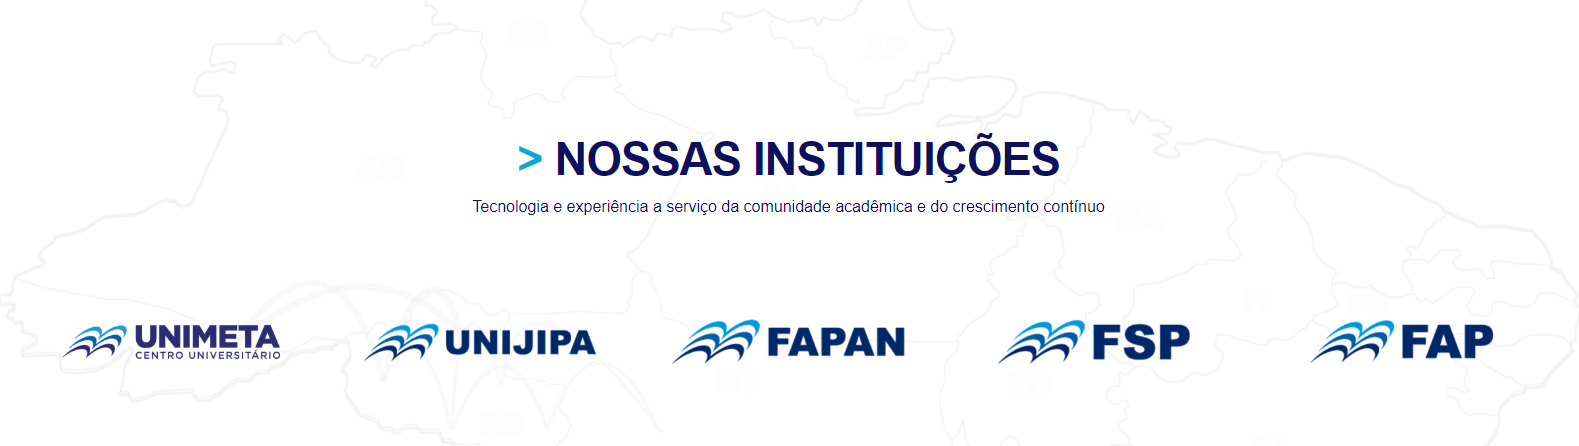 > NOSSAS INSTITUIÇÕES
Tecnologia e experiência a serviço da comunidade acadêmica e do crescimento contínuo
UNIMETA
CENTRO UNIVERSITÁRIO
UNIJIPA
FAPAN
FSP
FAP